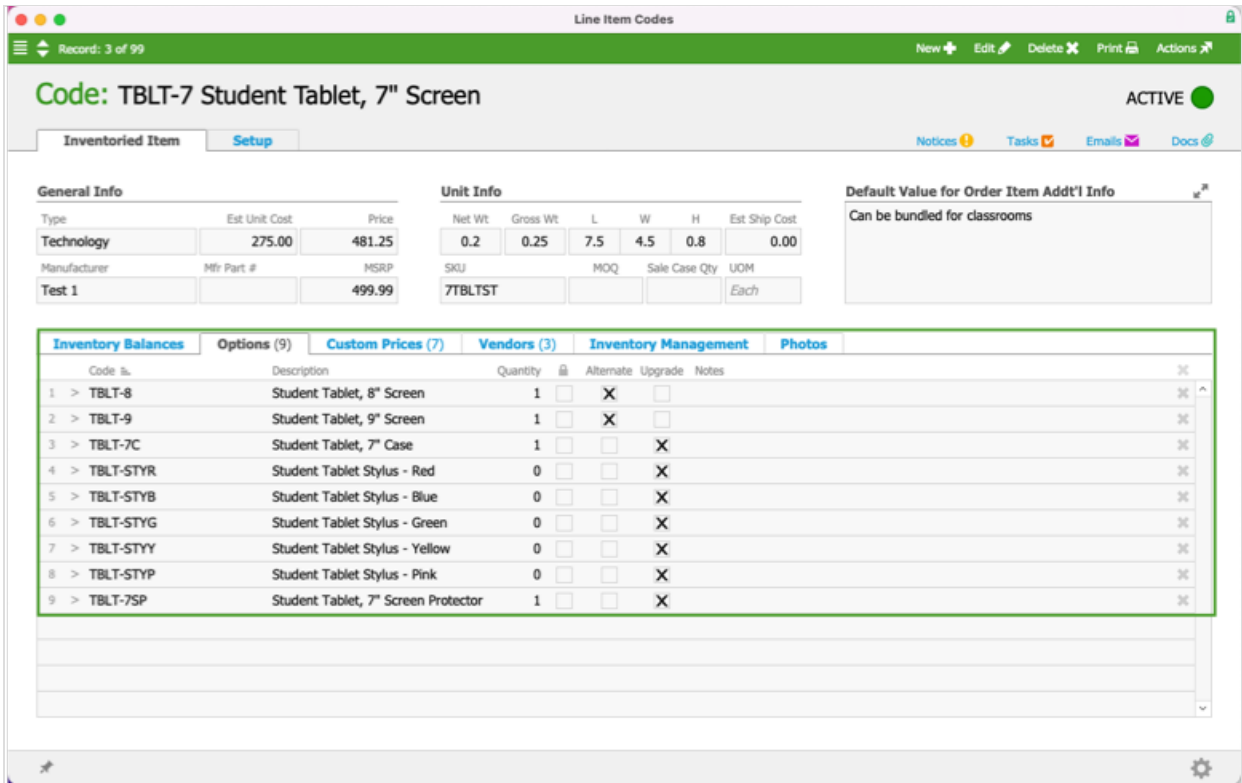 Line Item Codes
Record: 3 of 99 New Edit Delete Print Actions
Code: TBLT-7 Student Tablet, 7" Screen ACTIVE
Inventoried Item Setup Notices Tasks Emails Docs
General Info Unit Info Default Value for Order Item Addt'l Info
Type Est Unit Cost Price Net Wt Gross Wt L W H Est Ship Cost Can be bundled for classrooms
Technology 275.00 481.25 0.2 0.25 7.5 4.5 0.8 0.00
Manufacturer Mfr Part # MSRP SKU MOQ Sale Case Qty UOM
Test 1 499.99 7TBLTST Each
Inventory Balances Options (9) Custom Prices (7) Vendors (3) Inventory Management Photos
Code Description Quantity Alternate Upgrade Notes
1 > TBLT-8 Student Tablet, 8" Screen 1 X
2 > TBLT-9 Student Tablet, 9" Screen 1 X
3 > TBLT-7C Student Tablet, 7" Case 1 X
4 > TBLT-STYR Student Tablet Stylus - Red 0 X
5 > TBLT-STYB Student Tablet Stylus - Blue 0 X
6 > TBLT-STYG Student Tablet Stylus - Green 0 X
7 > TBLT-STYY Student Tablet Stylus - Yellow 0 X
8 > TBLT-STYP Student Tablet Stylus - Pink 0 X
9 > TBLT-7SP Student Tablet, 7" Screen Protector 1 X